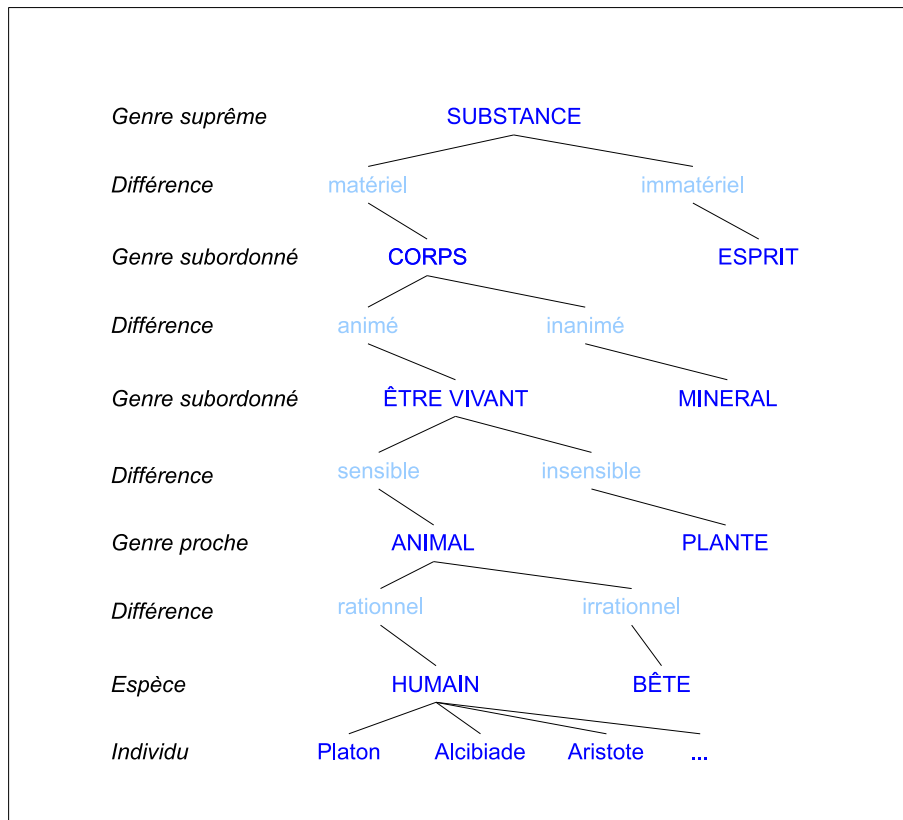 Genre suprême SUBSTANCE
Différence matériel immatériel
Genre subordonné CORPS ESPRIT
Différence animé inanimé
Genre subordonné ÊTRE VIVANT MINERAL
Différence sensible insensible
Genre proche ANIMAL PLANTE
Différence rationnel irrationnel
Espèce HUMAIN BÊTE
Individu Platon Alcibiade Aristote ...